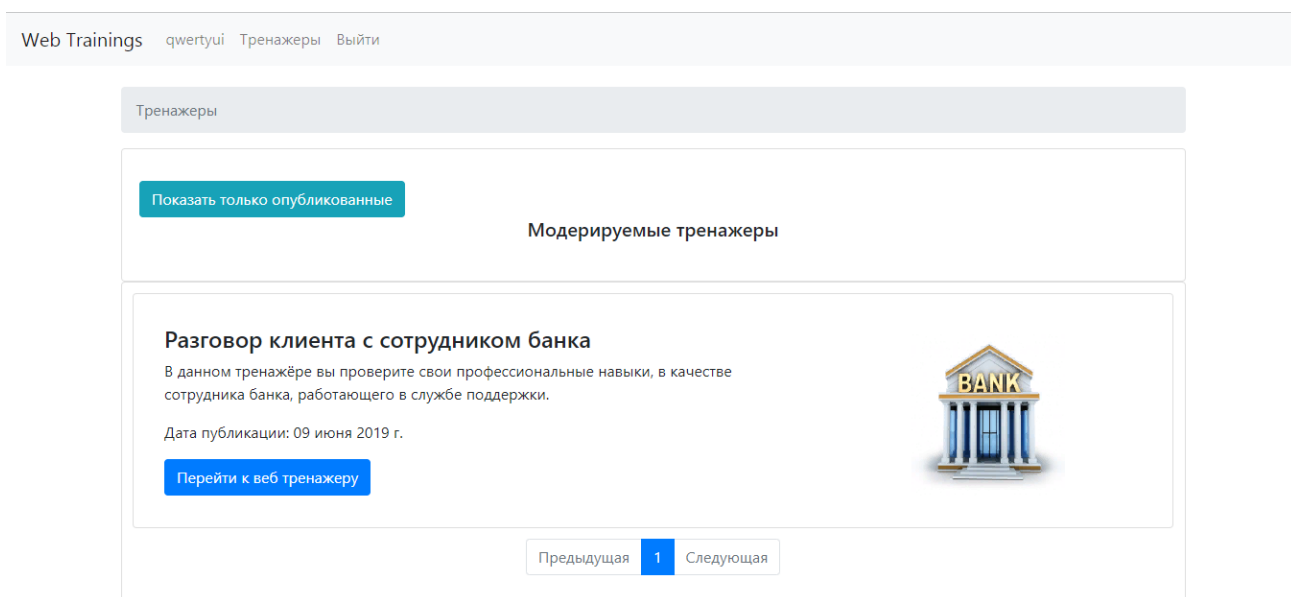 Web Trainings qwertyui Тренажеры Выйти
Тренажеры
Показать только опубликованные
Модерируемые тренажеры
Разговор клиента с сотрудником банка
В данном тренажёре вы проверите свои профессиональные навыки, в качестве
сотрудника банка, работающего в службе поддержки.
Дата публикации: 09 июня 2019 г.
Перейти к веб тренажеру
BANK
Предыдущая 1 Следующая